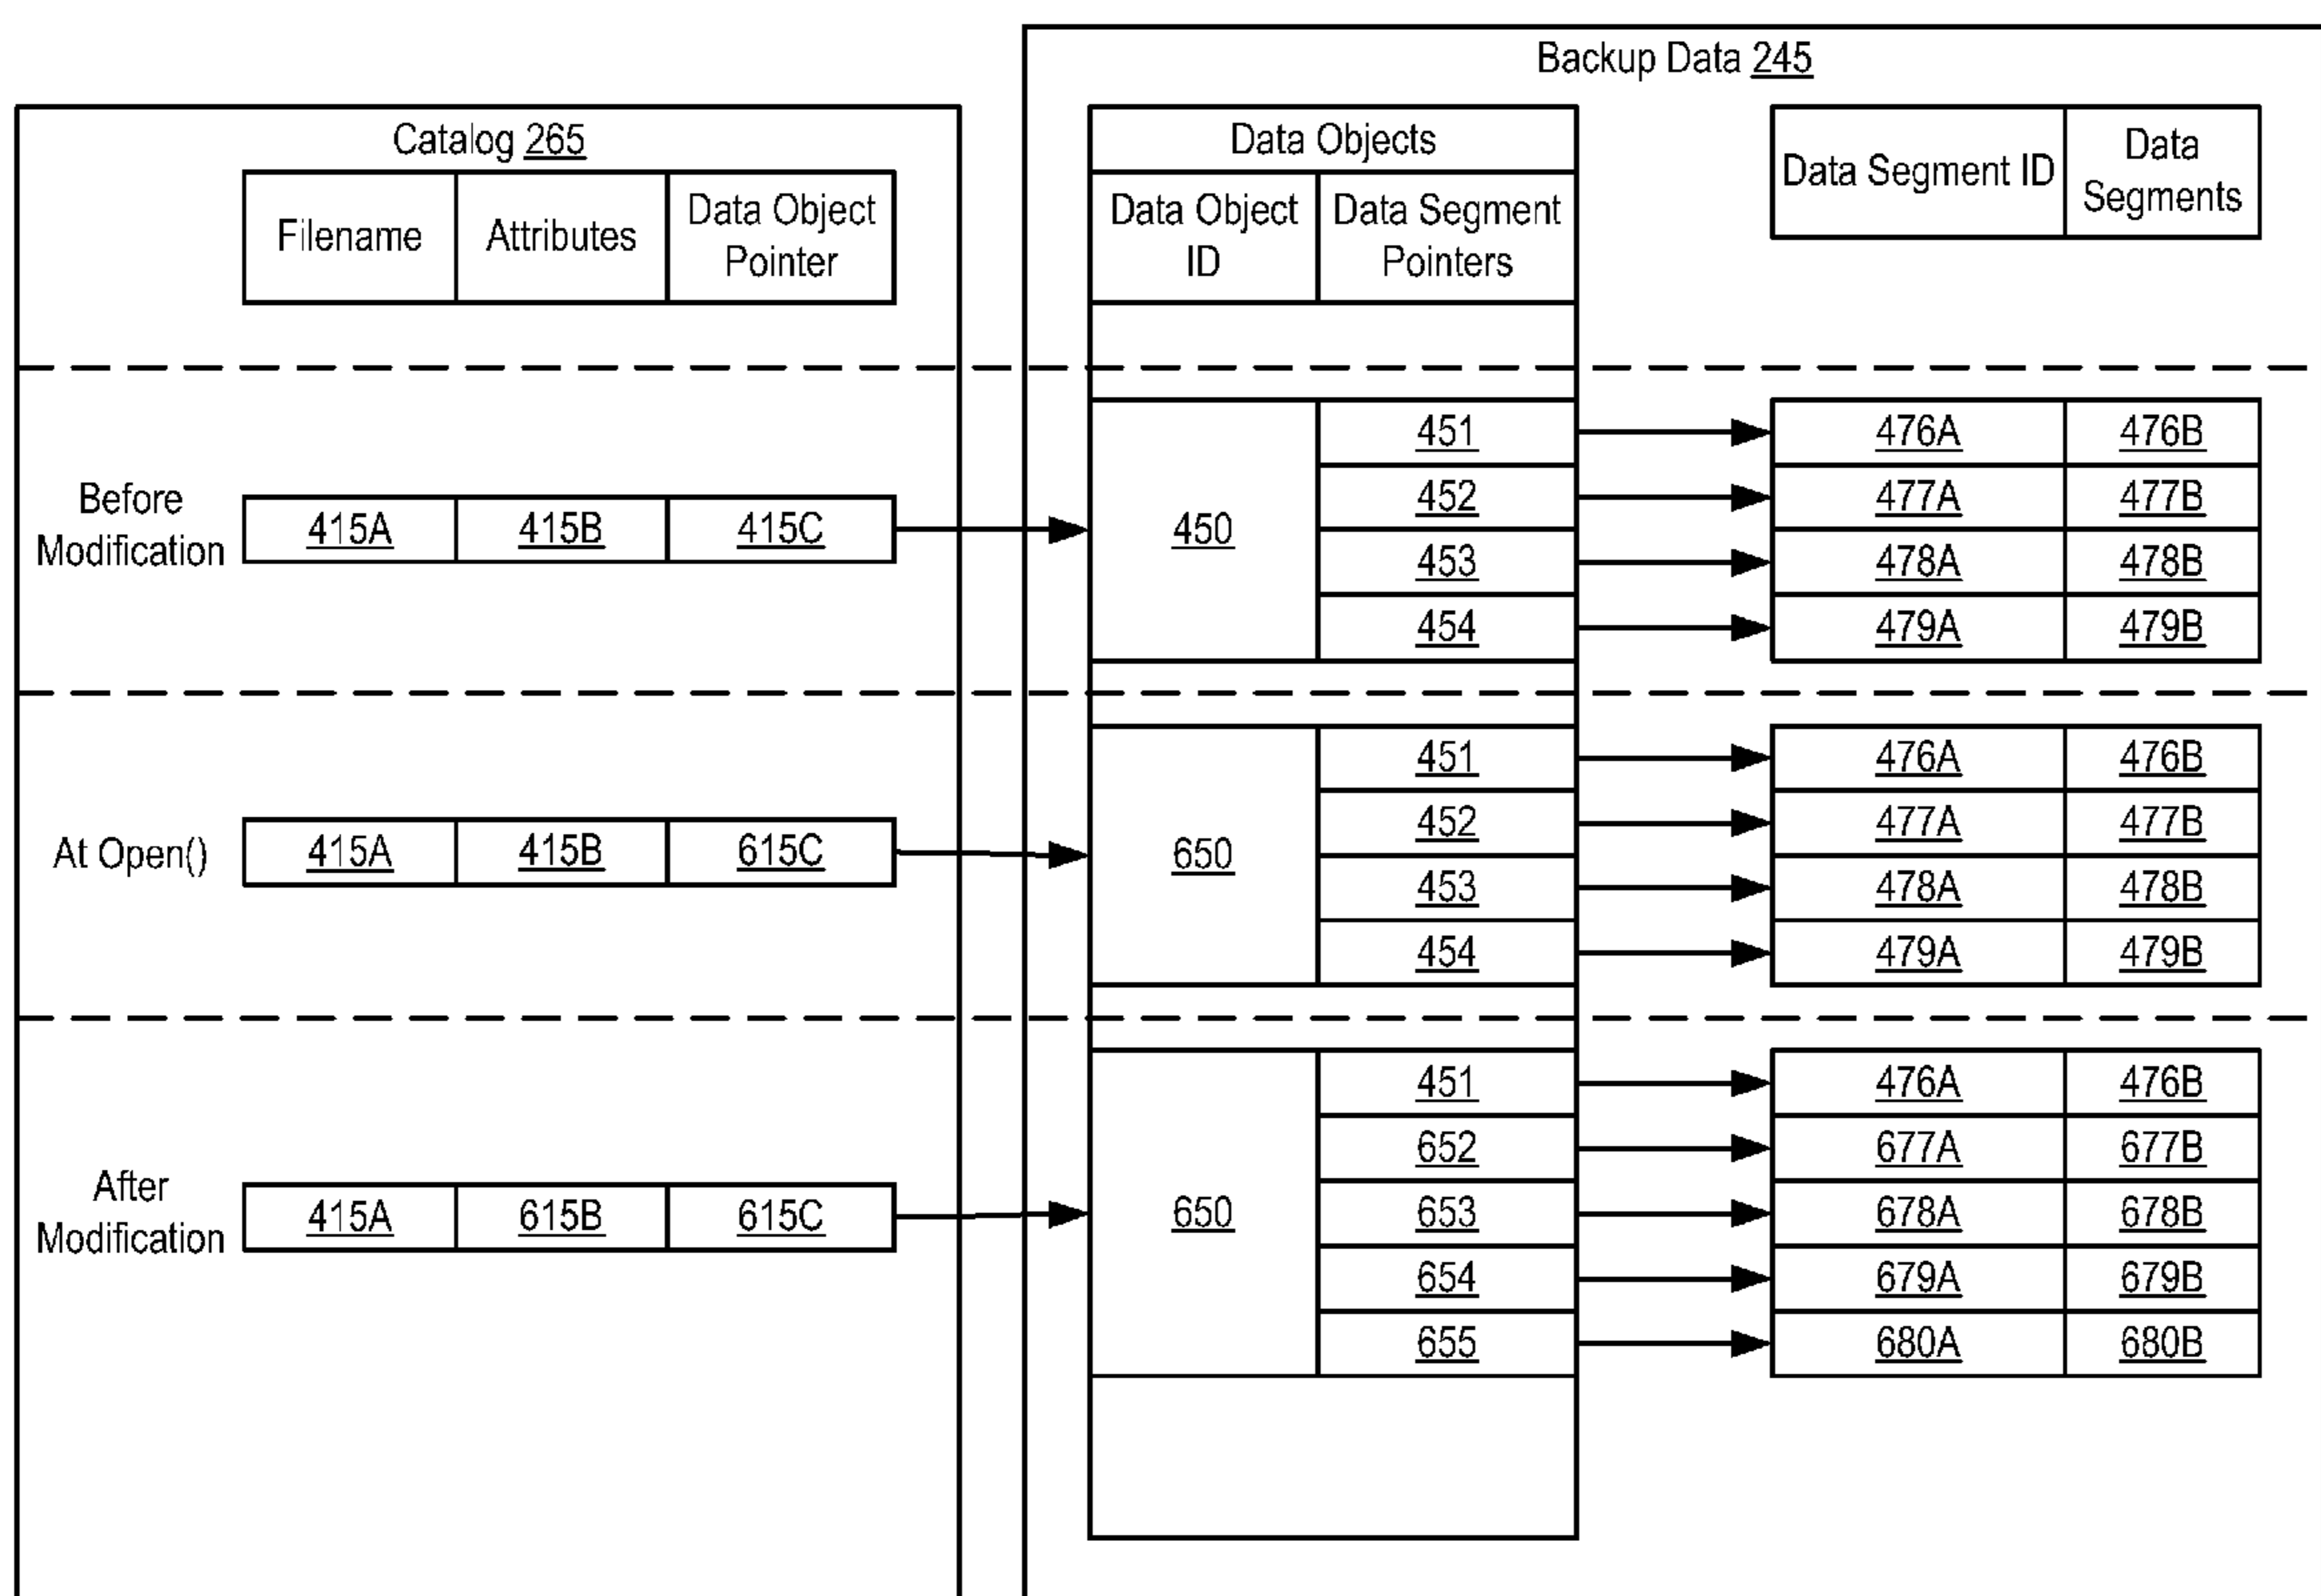 Backup Data 245
Catalog 265
Filename
Attributes
Data Object
Pointer
Data Objects
Data Object
ID
Data Segment
Pointers
Data Segment ID
Data
Segments
Before
Modification
415A
415B
415C
450
451
476A
476B
452
477A
477B
453
478A
478B
454
479A
479B
At Open()
415A
415B
615C
650
451
476A
476B
452
477A
477B
453
478A
478B
454
479A
479B
After
Modification
415A
615B
615C
650
451
476A
476B
652
677A
677B
653
678A
678B
654
679A
679B
655
680A
680B